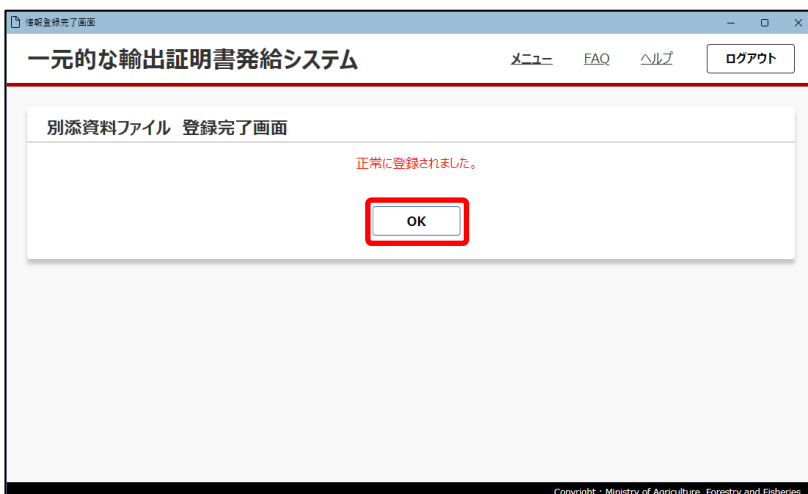 情報登録完了画面
一元的な輸出証明書発給システム
メニュー FAQ ヘルプ ログアウト
別添資料ファイル 登録完了画面
正常に登録されました。
OK
Copyright : Ministry of Agriculture, Forestry and Fisheries